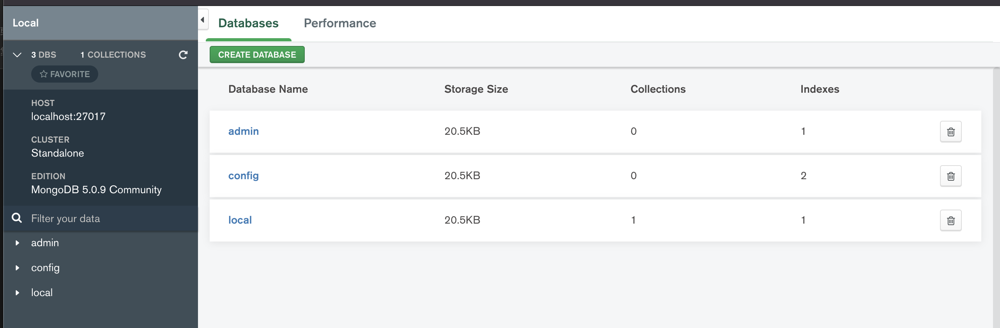 Local
3 DBS 1 COLLECTIONS
FAVORITE
HOST
localhost:27017
CLUSTER
Standalone
EDITION
MongoDB 5.0.9 Community
Filter your data
admin
config
local
Databases Performance
CREATE DATABASE
Database Name Storage Size Collections Indexes
admin 20.5KB 0 1
config 20.5KB 0 2
local 20.5KB 1 1